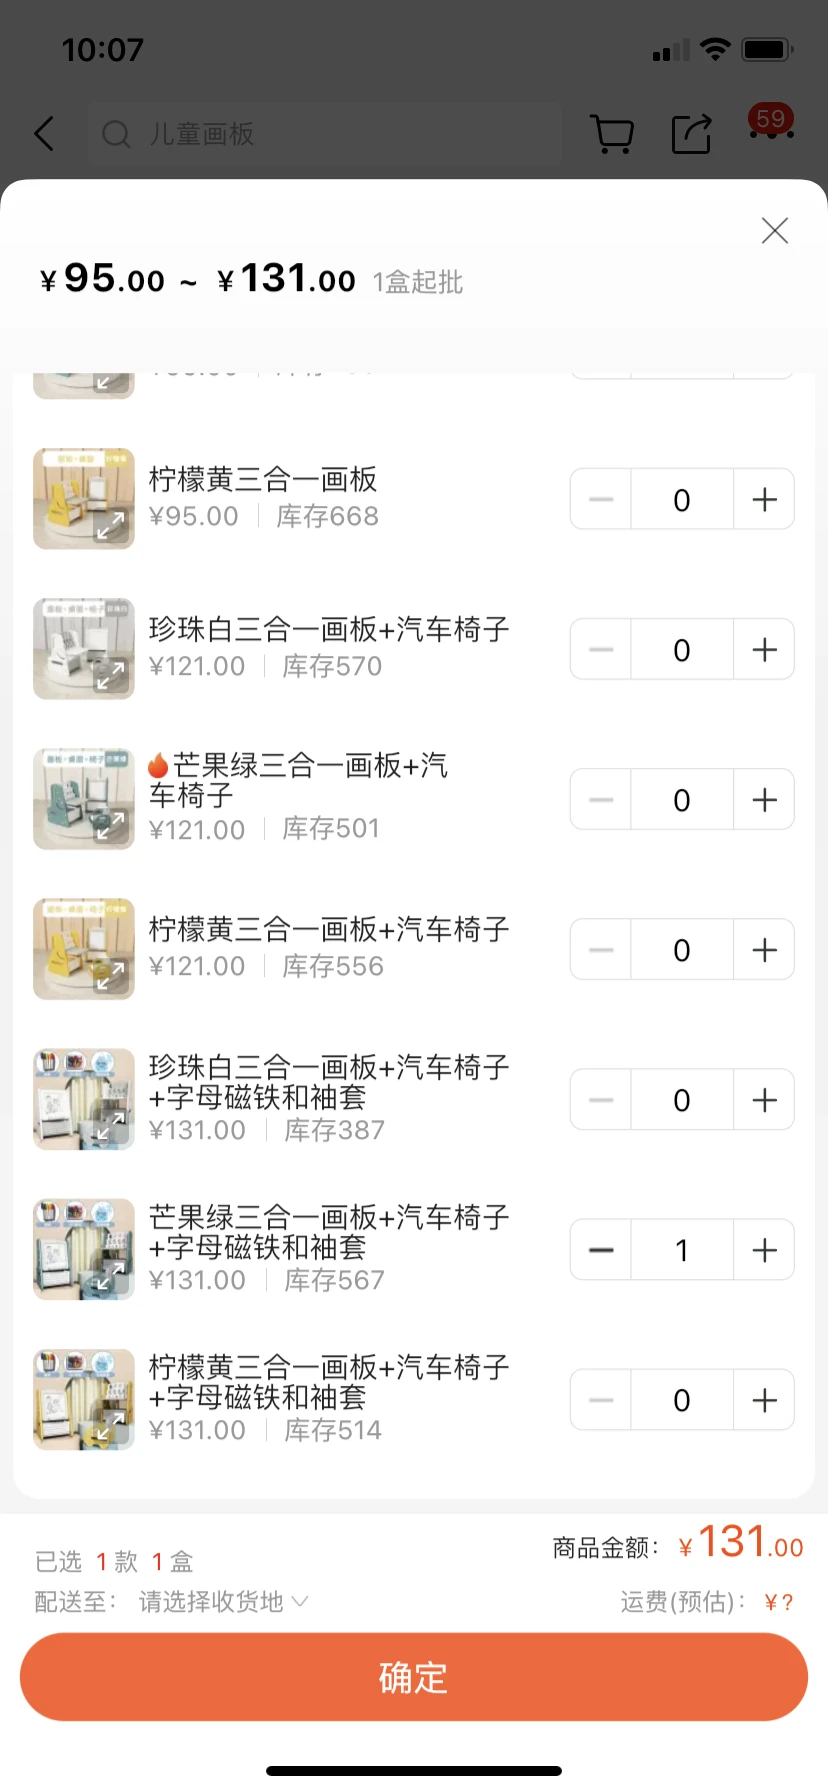 10:07
儿童画板
59
¥95.00 ~ ¥131.00 1盒起批
柠檬黄三合一画板
¥95.00 库存668
0
珍珠白三合一画板+汽车椅子
¥121.00 库存570
0
🔥芒果绿三合一画板+汽
车椅子
¥121.00 库存501
0
柠檬黄三合一画板+汽车椅子
¥121.00 库存556
0
珍珠白三合一画板+汽车椅子
+字母磁铁和袖套
¥131.00 库存387
0
芒果绿三合一画板+汽车椅子
+字母磁铁和袖套
¥131.00 库存567
1
柠檬黄三合一画板+汽车椅子
+字母磁铁和袖套
¥131.00 库存514
0
已选 1 款 1 盒
商品金额: ¥131.00
配送至: 请选择收货地
运费(预估): ¥?
确定